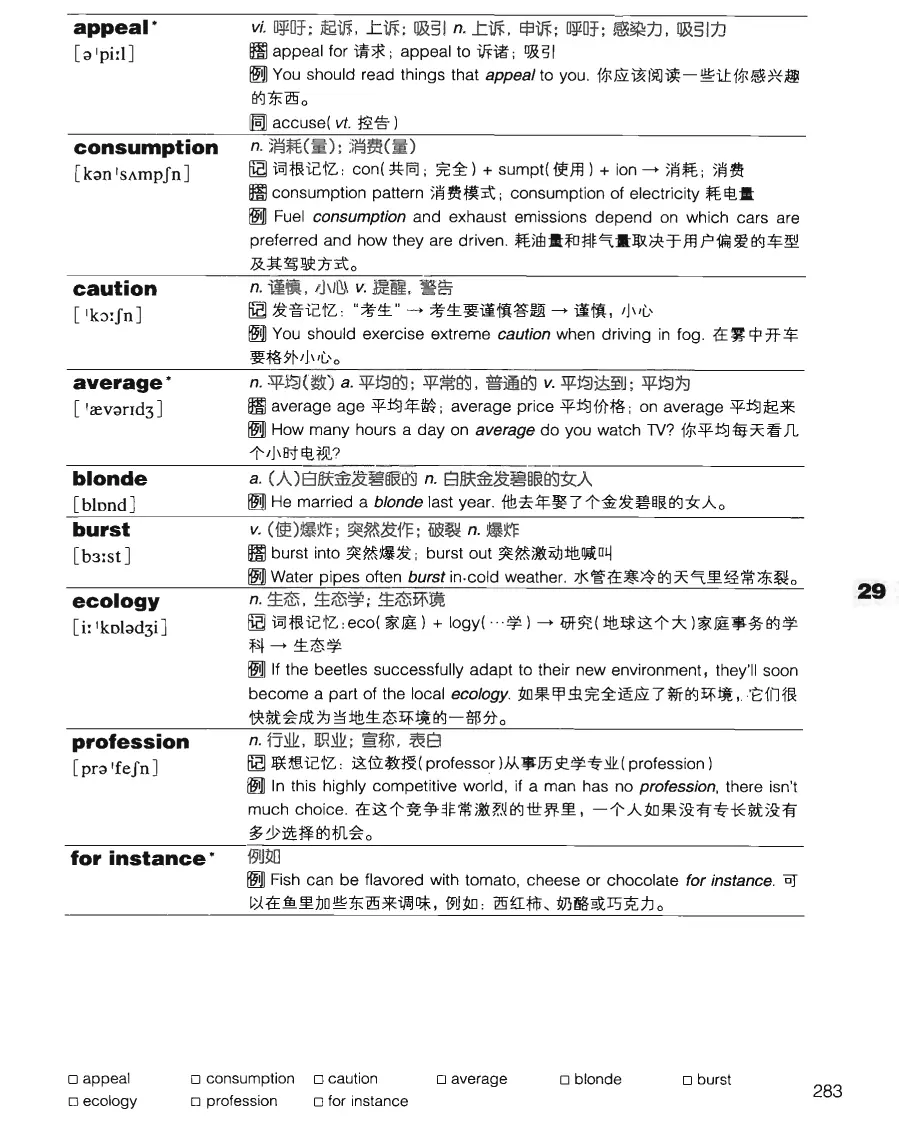 appeal* vi. 呼吁；起诉，上诉；吸引 n. 上诉，申诉；呼吁；感染力，吸引力
[əˈpiːl] 搭 appeal for 请求；appeal to 诉诸；吸引
例 You should read things that appeal to you. 你应该阅读一些让你感兴趣
的东西。
同 accuse( vt. 控告)
consumption n. 消耗(量)；消费(量)
[kənˈsʌmpʃn] 记 词根记忆：con(共同；完全) + sumpt(使用) + ion → 消耗；消费
搭 consumption pattern 消费模式；consumption of electricity 耗电量
例 Fuel consumption and exhaust emissions depend on which cars are
preferred and how they are driven. 耗油量和排气量取决于用户偏爱的车型
及其驾驶方式。
caution n. 谨慎，小心 v. 提醒，警告
[ˈkɔːʃn] 记 发音记忆：“考生” → 考生要谨慎答题 → 谨慎，小心
例 You should exercise extreme caution when driving in fog. 在雾中开车
要格外小心。
average* n. 平均(数) a. 平均的；平常的，普通的 v. 平均达到；平均为
[ˈævərɪdʒ] 搭 average age 平均年龄；average price 平均价格；on average 平均起来
例 How many hours a day on average do you watch TV? 你平均每天看几
个小时电视?
blonde a. (人)白肤金发碧眼的 n. 白肤金发碧眼的女人
[blɒnd] 例 He married a blonde last year. 他去年娶了个金发碧眼的女人。
burst v. (使)爆炸；突然发作；破裂 n. 爆炸
[bɜːst] 搭 burst into 突然爆发；burst out 突然激动地喊叫
例 Water pipes often burst in cold weather. 水管在寒冷的天气里经常冻裂。
29
ecology n. 生态，生态学；生态环境
[iːˈkɒlədʒi] 记 词根记忆：eco(家庭) + logy(…学) → 研究(地球这个大)家庭事务的学
科 → 生态学
例 If the beetles successfully adapt to their new environment, they'll soon
become a part of the local ecology. 如果甲虫完全适应了新的环境，它们很
快就会成为当地生态环境的一部分。
profession n. 行业，职业；宣称，表白
[prəˈfeʃn] 记 联想记忆：这位教授(professor)从事历史学专业(profession)
例 In this highly competitive world, if a man has no profession, there isn't
much choice. 在这个竞争非常激烈的世界里，一个人如果没有专长就没有
多少选择的机会。
for instance* 例如
例 Fish can be flavored with tomato, cheese or chocolate for instance. 可
以在鱼里加些东西来调味，例如：西红柿、奶酪或巧克力。
□ appeal □ consumption □ caution □ average □ blonde □ burst
□ ecology □ profession □ for instance
283